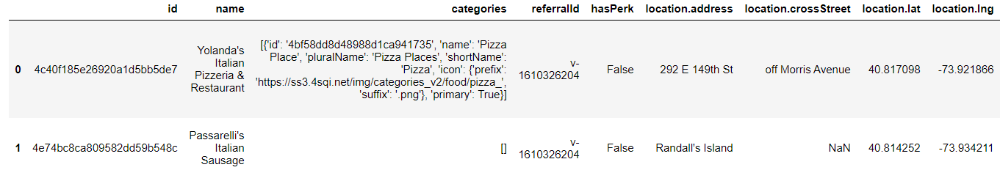 id name categories referralId hasPerk location.address location.crossStreet location.lat location.lng
0 4c40f185e26920a1d5bb5de7 Yolanda's Italian Pizzeria & Restaurant [{'id': '4bf58dd8d48988d1ca941735', 'name': 'Pizza Place', 'pluralName': 'Pizza Places', 'shortName': 'Pizza', 'icon': {'prefix': 'https://ss3.4sqi.net/img/categories_v2/food/pizza_', 'suffix': '.png'}, 'primary': True}] v-1610326204 False 292 E 149th St off Morris Avenue 40.817098 -73.921866
1 4e74bc8ca809582dd59b548c Passarelli's Italian Sausage [] v-1610326204 False Randall's Island NaN 40.814252 -73.934211